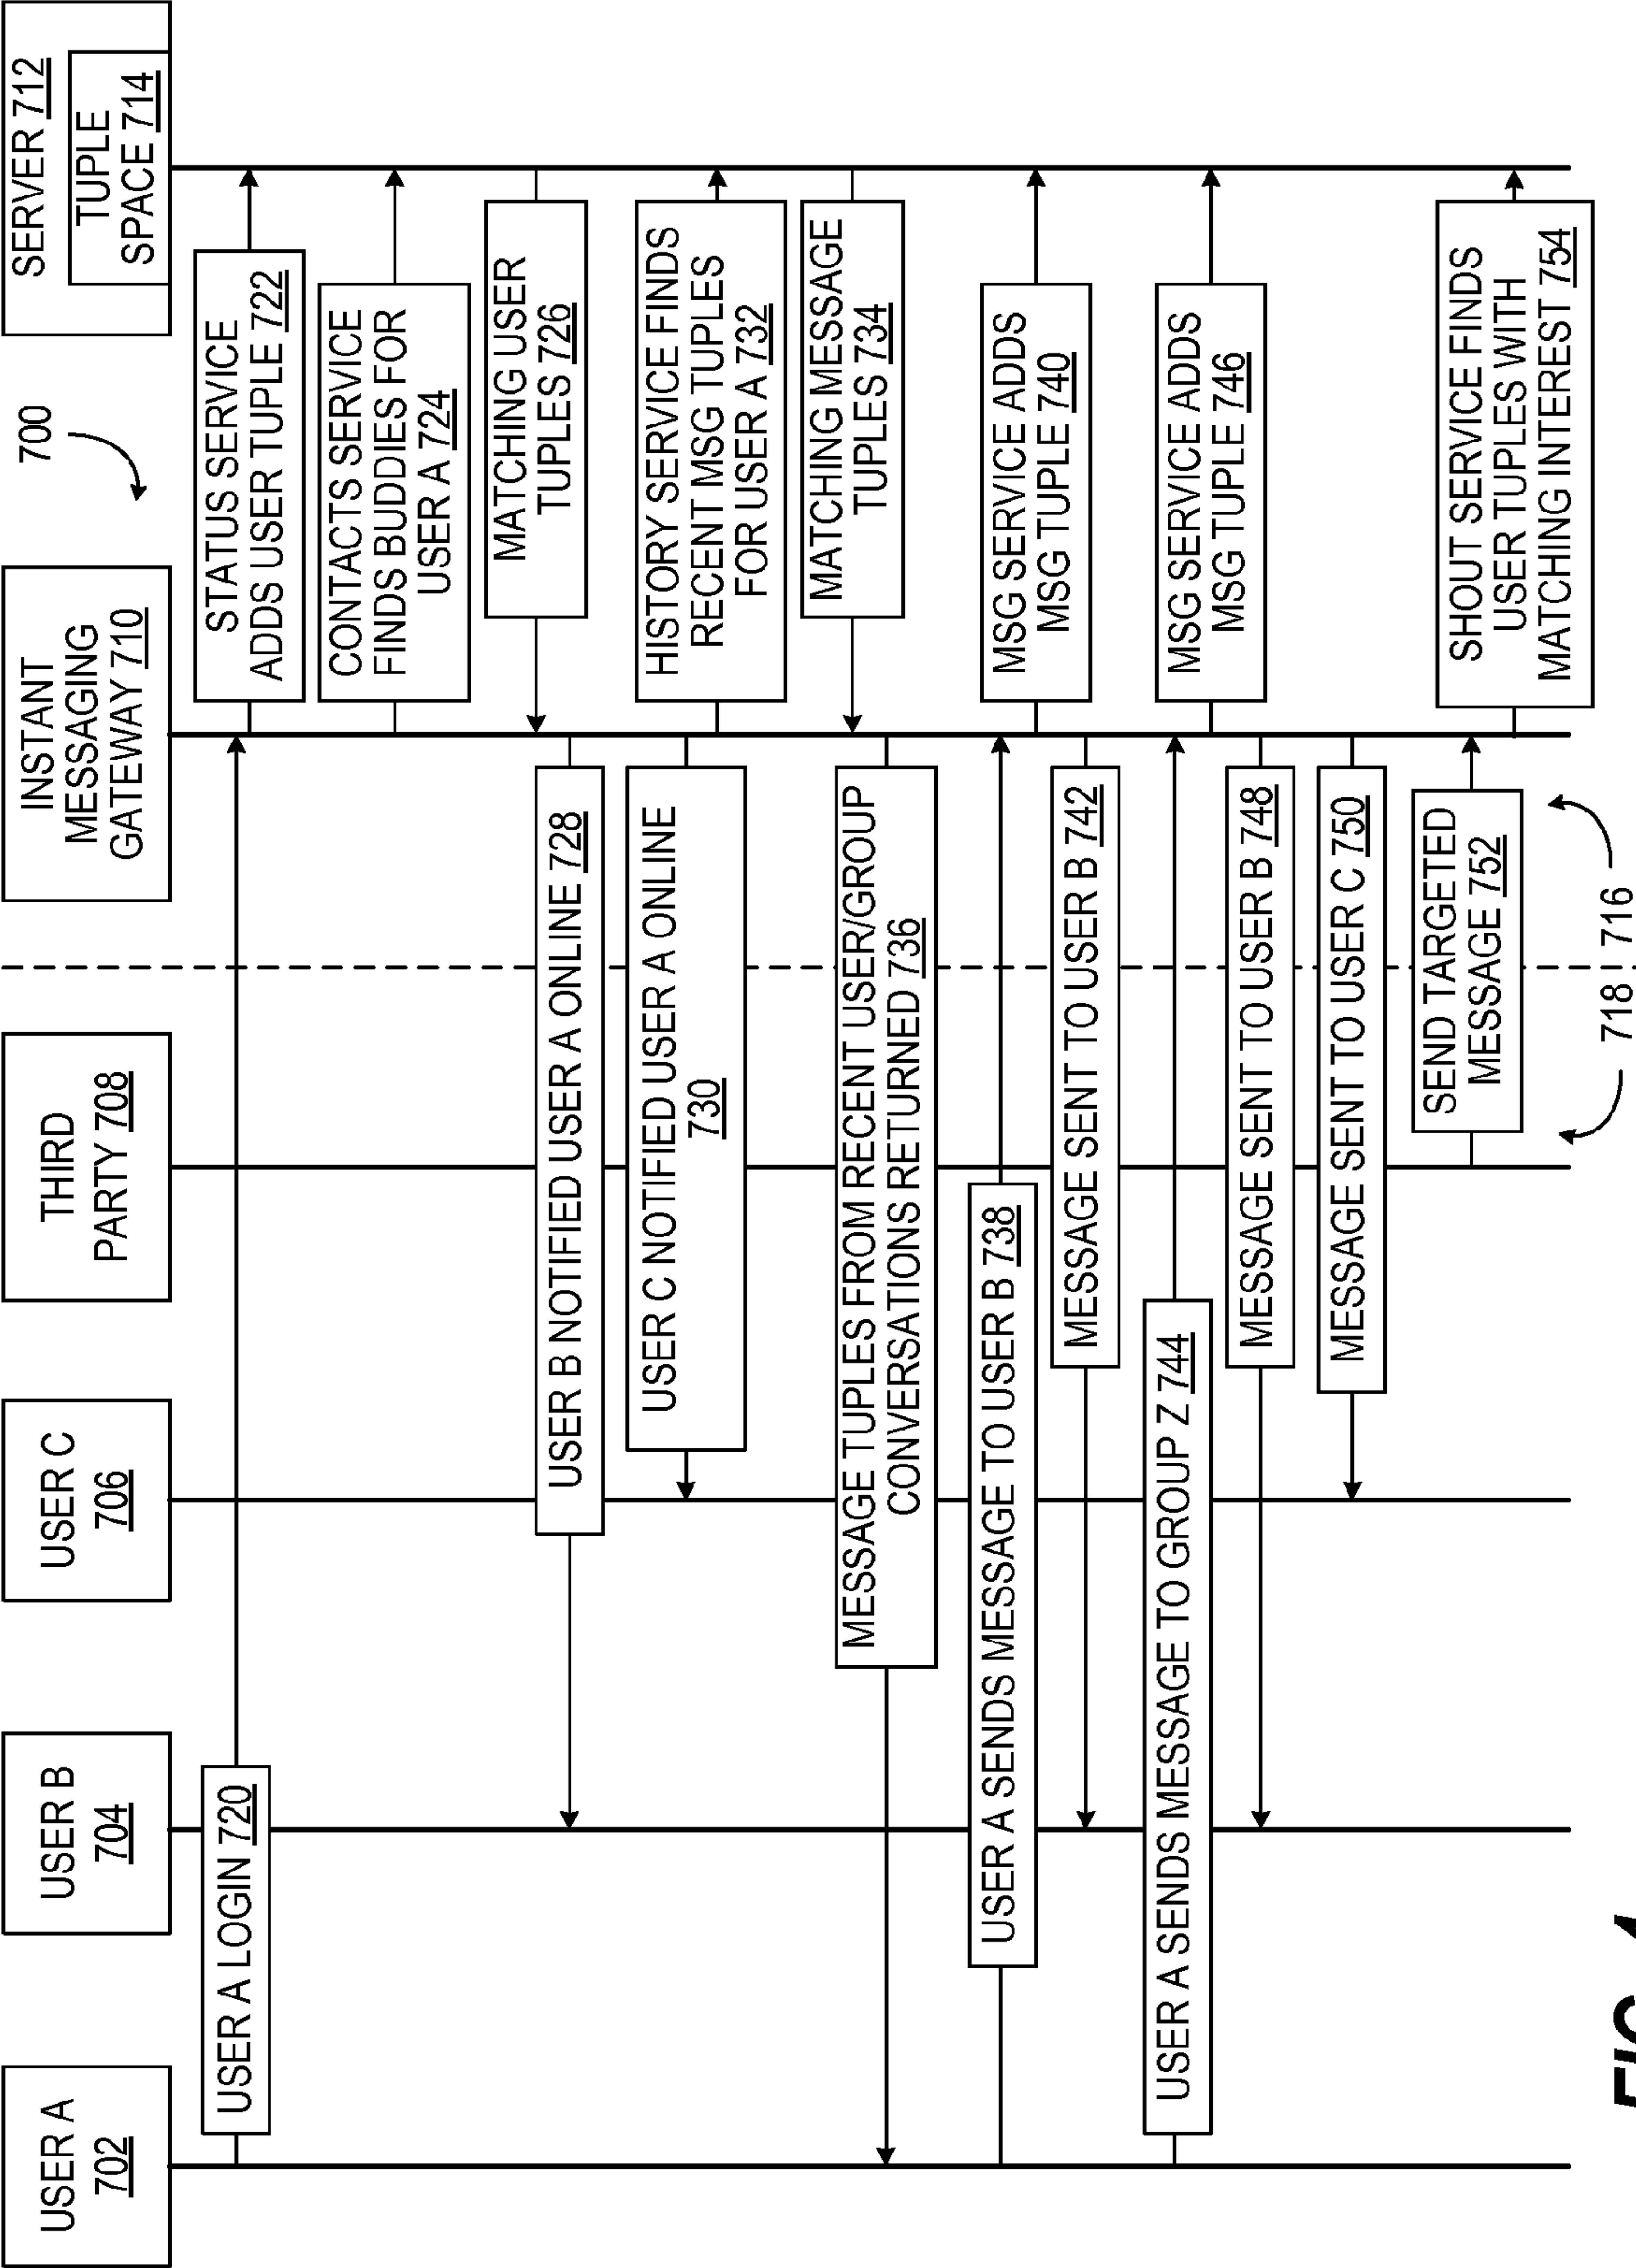 USER A
702
USER B
704
USER C
706
THIRD
PARTY 708
INSTANT
MESSAGING
GATEWAY 710
700
SERVER 712
TUPLE
SPACE 714
USER A LOGIN 720
STATUS SERVICE
ADDS USER TUPLE 722
CONTACTS SERVICE
FINDS BUDDIES FOR
USER A 724
MATCHING USER
TUPLES 726
USER B NOTIFIED USER A ONLINE 728
USER C NOTIFIED USER A ONLINE
730
HISTORY SERVICE FINDS
RECENT MSG TUPLES
FOR USER A 732
MATCHING MESSAGE
TUPLES 734
MESSAGE TUPLES FROM RECENT USER/GROUP
CONVERSATIONS RETURNED 736
USER A SENDS MESSAGE TO USER B 738
MSG SERVICE ADDS
MSG TUPLE 740
MESSAGE SENT TO USER B 742
USER A SENDS MESSAGE TO GROUP Z 744
MSG SERVICE ADDS
MSG TUPLE 746
MESSAGE SENT TO USER B 748
MESSAGE SENT TO USER C 750
SEND TARGETED
MESSAGE 752
SHOUT SERVICE FINDS
USER TUPLES WITH
MATCHING INTEREST 754
718 716